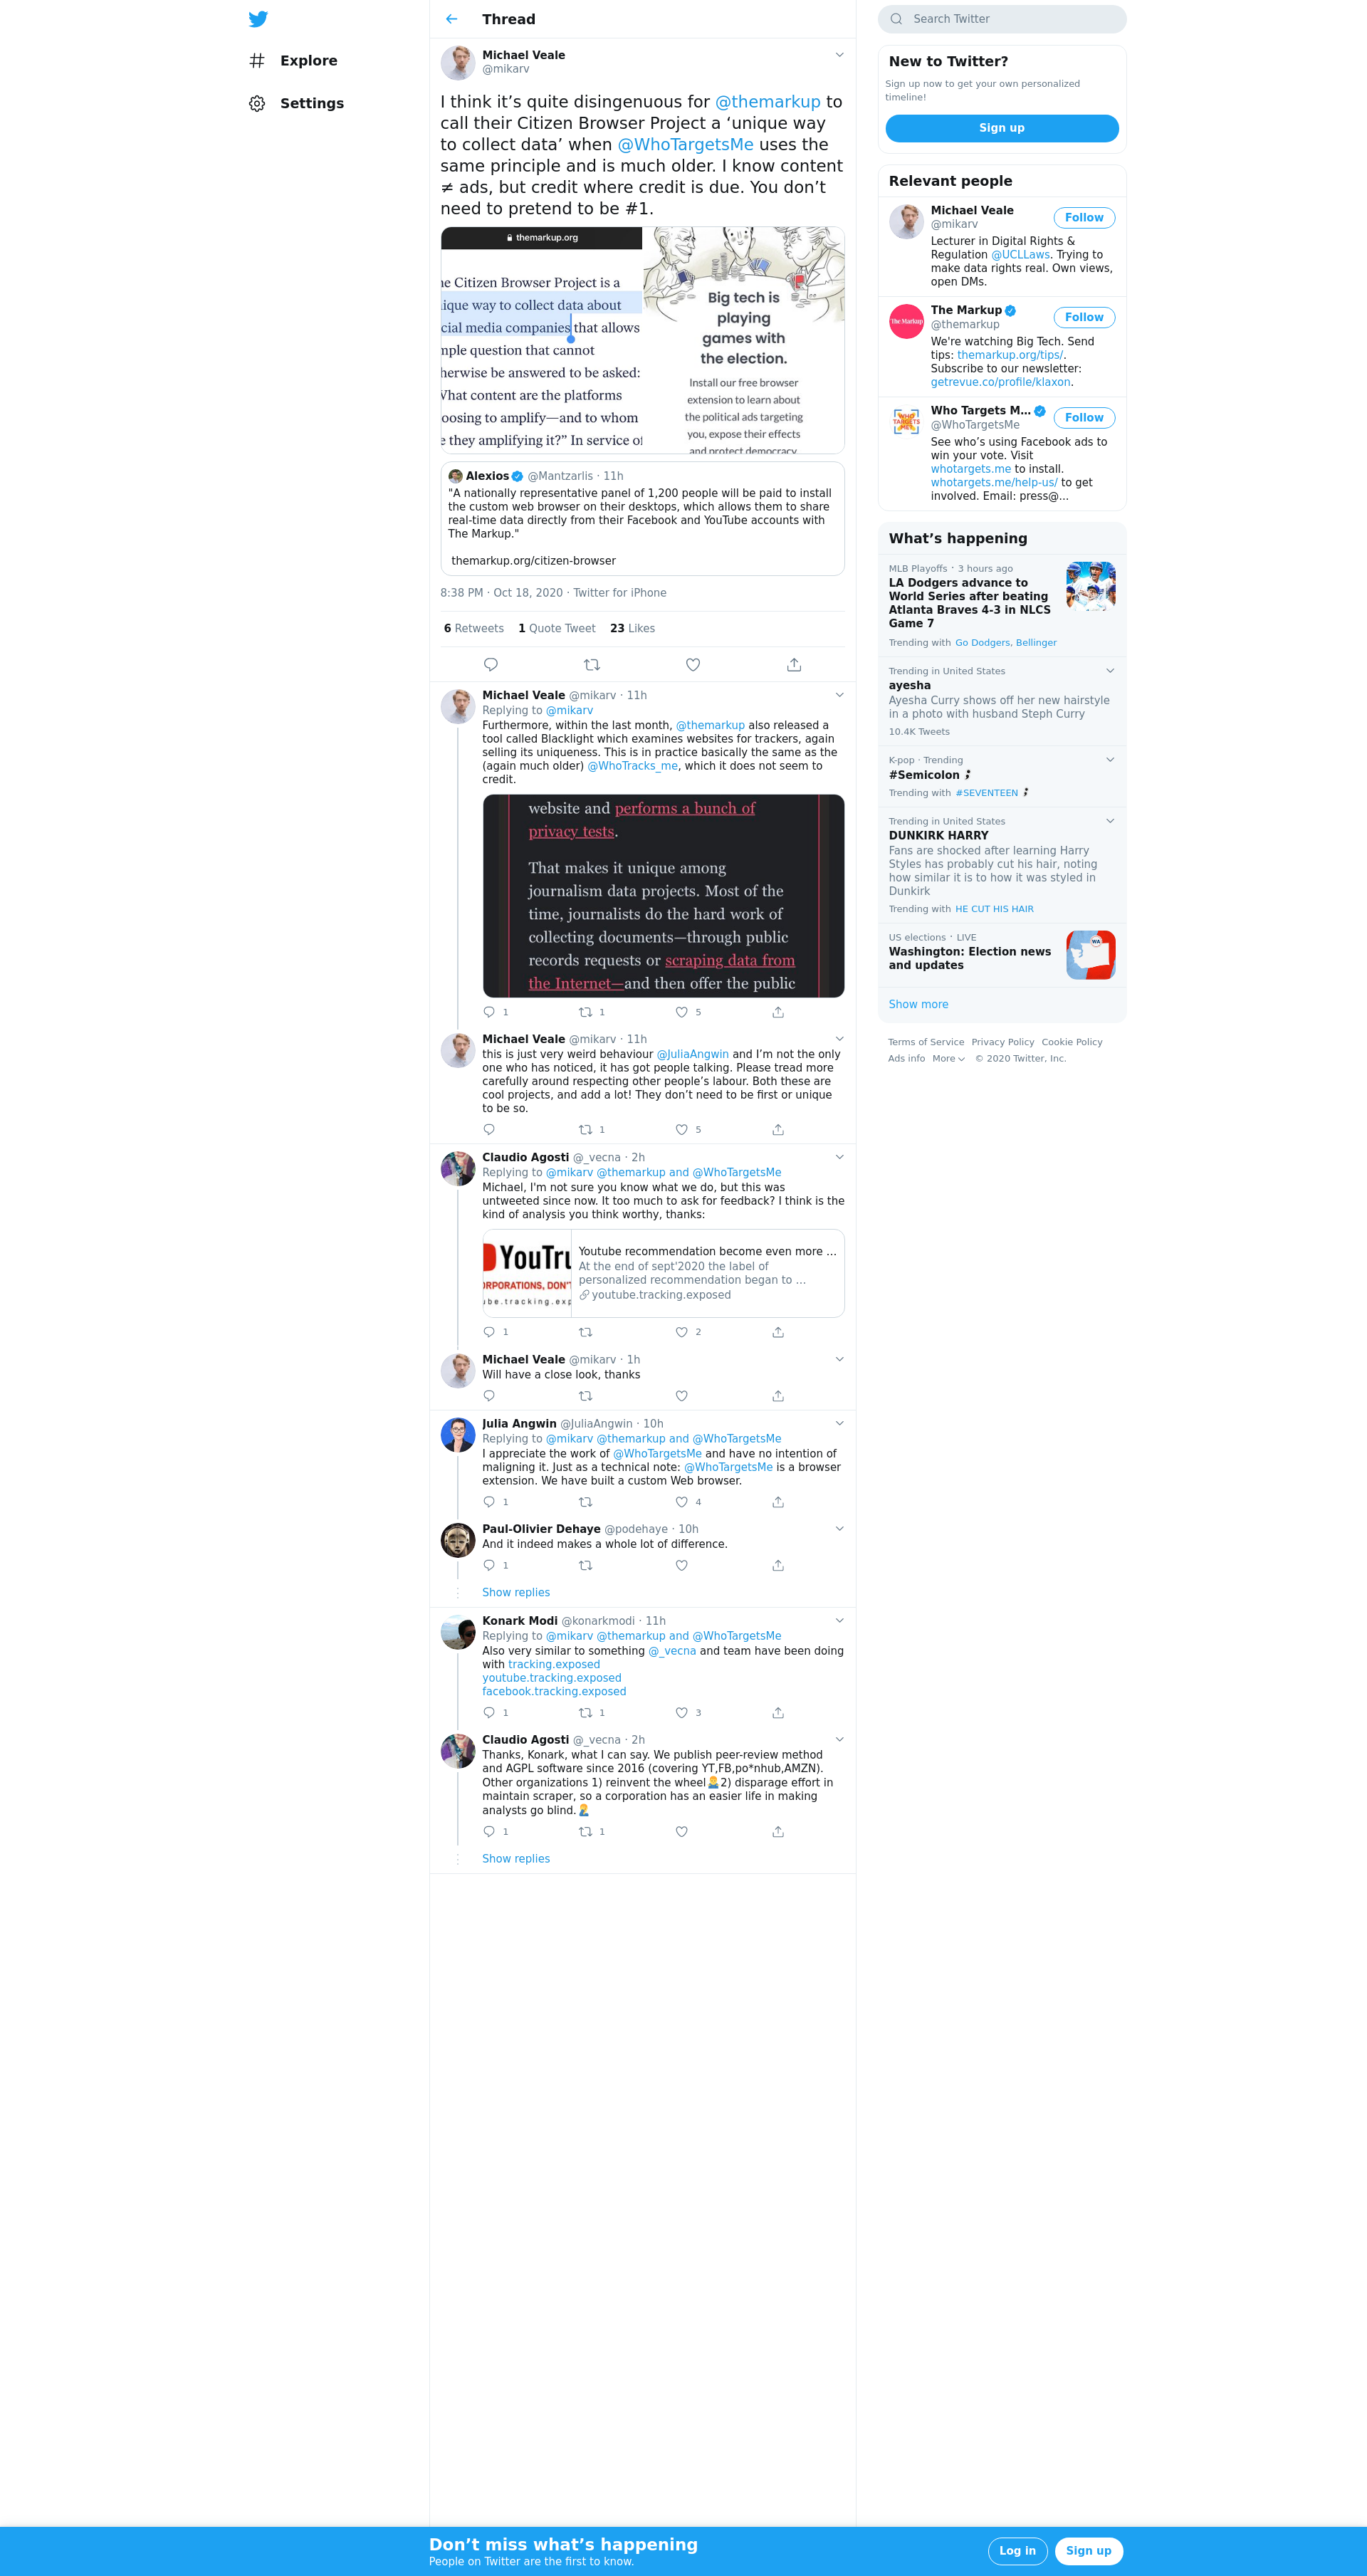 Explore
Settings
Thread
Michael Veale
@mikarv
I think it’s quite disingenuous for @themarkup to
call their Citizen Browser Project a ‘unique way
to collect data’ when @WhoTargetsMe uses the
same principle and is much older. I know content
≠ ads, but credit where credit is due. You don’t
need to pretend to be #1.
themarkup.org
e Citizen Browser Project is a
ique way to collect data about
cial media companies that allows
mple question that cannot
herwise be answered to be asked:
What content are the platforms
oosing to amplify—and to whom
e they amplifying it?” In service of
Big tech is
playing
games with
the election.
Install our free browser
extension to learn about
the political ads targeting
you, expose their effects
and protect democracy
Alexios @Mantzarlis · 11h
"A nationally representative panel of 1,200 people will be paid to install
the custom web browser on their desktops, which allows them to share
real-time data directly from their Facebook and YouTube accounts with
The Markup."
themarkup.org/citizen-browser
8:38 PM · Oct 18, 2020 · Twitter for iPhone
6 Retweets 1 Quote Tweet 23 Likes
Michael Veale @mikarv · 11h
Replying to @mikarv
Furthermore, within the last month, @themarkup also released a
tool called Blacklight which examines websites for trackers, again
selling its uniqueness. This is in practice basically the same as the
(again much older) @WhoTracks_me, which it does not seem to
credit.
website and performs a bunch of
privacy tests.
That makes it unique among
journalism data projects. Most of the
time, journalists do the hard work of
collecting documents—through public
records requests or scraping data from
the Internet—and then offer the public
1 1 5
Michael Veale @mikarv · 11h
this is just very weird behaviour @JuliaAngwin and I’m not the only
one who has noticed, it has got people talking. Please tread more
carefully around respecting other people’s labour. Both these are
cool projects, and add a lot! They don’t need to be first or unique
to be so.
1 5
Claudio Agosti @_vecna · 2h
Replying to @mikarv @themarkup and @WhoTargetsMe
Michael, I'm not sure you know what we do, but this was
untweeted since now. It too much to ask for feedback? I think is the
kind of analysis you think worthy, thanks:
YouTru
ORPORATIONS, DON'T
ube.tracking.exp
Youtube recommendation become even more …
At the end of sept'2020 the label of
personalized recommendation began to …
youtube.tracking.exposed
1 2
Michael Veale @mikarv · 1h
Will have a close look, thanks
Julia Angwin @JuliaAngwin · 10h
Replying to @mikarv @themarkup and @WhoTargetsMe
I appreciate the work of @WhoTargetsMe and have no intention of
maligning it. Just as a technical note: @WhoTargetsMe is a browser
extension. We have built a custom Web browser.
1 4
Paul-Olivier Dehaye @podehaye · 10h
And it indeed makes a whole lot of difference.
1
Show replies
Konark Modi @konarkmodi · 11h
Replying to @mikarv @themarkup and @WhoTargetsMe
Also very similar to something @_vecna and team have been doing
with tracking.exposed
youtube.tracking.exposed
facebook.tracking.exposed
1 1 3
Claudio Agosti @_vecna · 2h
Thanks, Konark, what I can say. We publish peer-review method
and AGPL software since 2016 (covering YT,FB,po*nhub,AMZN).
Other organizations 1) reinvent the wheel 2) disparage effort in
maintain scraper, so a corporation has an easier life in making
analysts go blind.
1 1
Show replies
Search Twitter
New to Twitter?
Sign up now to get your own personalized
timeline!
Sign up
Relevant people
Michael Veale
@mikarv
Follow
Lecturer in Digital Rights &
Regulation @UCLLaws. Trying to
make data rights real. Own views,
open DMs.
The Markup
The Markup
@themarkup
Follow
We're watching Big Tech. Send
tips: themarkup.org/tips/.
Subscribe to our newsletter:
getrevue.co/profile/klaxon.
WHO
TARGETS
ME?
Who Targets M…
@WhoTargetsMe
Follow
See who’s using Facebook ads to
win your vote. Visit
whotargets.me to install.
whotargets.me/help-us/ to get
involved. Email: press@…
What’s happening
MLB Playoffs · 3 hours ago
LA Dodgers advance to
World Series after beating
Atlanta Braves 4-3 in NLCS
Game 7
Trending with Go Dodgers, Bellinger
Trending in United States
ayesha
Ayesha Curry shows off her new hairstyle
in a photo with husband Steph Curry
10.4K Tweets
K-pop · Trending
#Semicolon
Trending with #SEVENTEEN
Trending in United States
DUNKIRK HARRY
Fans are shocked after learning Harry
Styles has probably cut his hair, noting
how similar it is to how it was styled in
Dunkirk
Trending with HE CUT HIS HAIR
US elections · LIVE
Washington: Election news
and updates
WA
Show more
Terms of Service Privacy Policy Cookie Policy
Ads info More © 2020 Twitter, Inc.
Don’t miss what’s happening
People on Twitter are the first to know.
Log in
Sign up